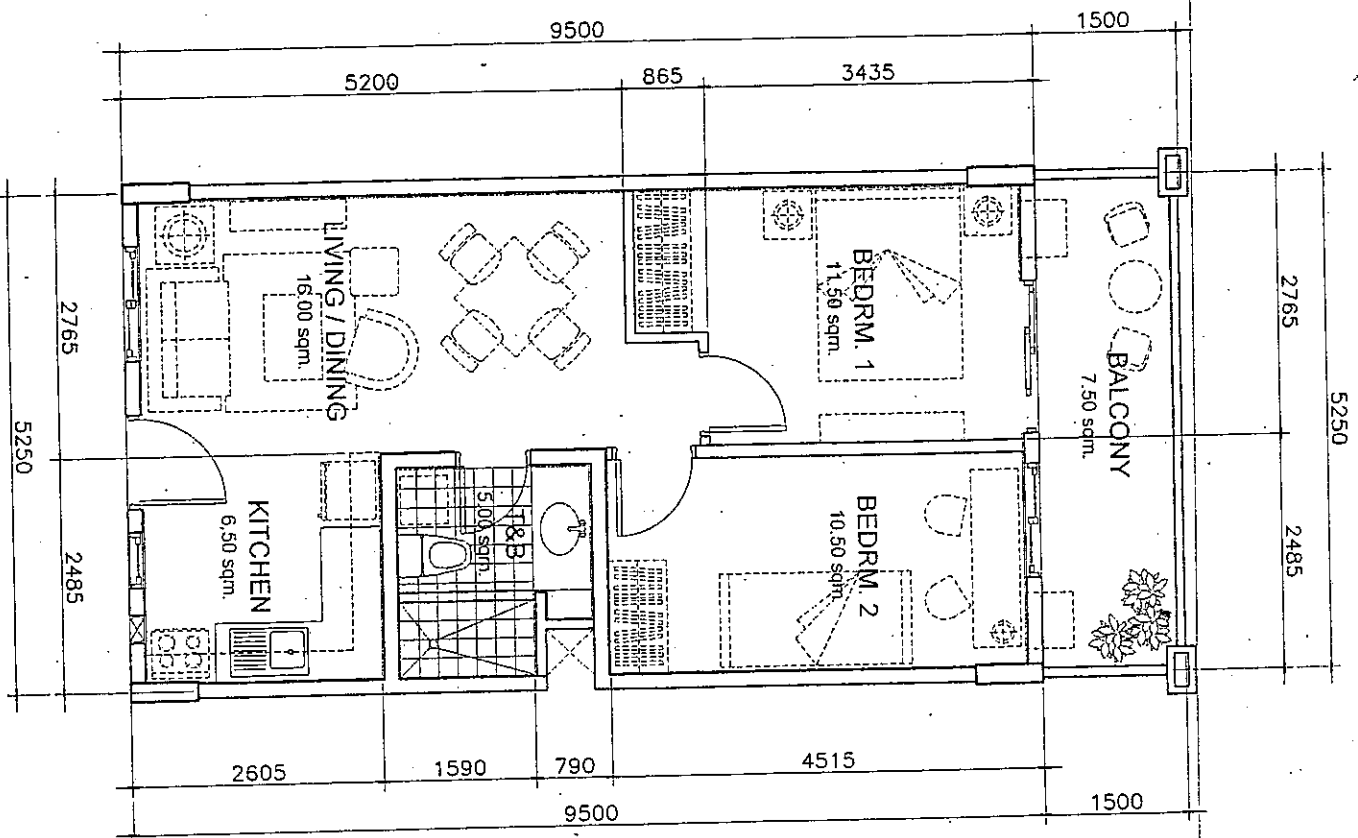 9500
1500
5200
865
3435
LIVING / DINING
16.00 sqm.
BEDRM. 1
11.50 sqm.
BALCONY
7.50 sqm.
KITCHEN
6.50 sqm.
T&B
5.00 sqm.
BEDRM. 2
10.50 sqm.
2765
2485
5250
2765
2485
5250
2605
1590
790
4515
9500
1500